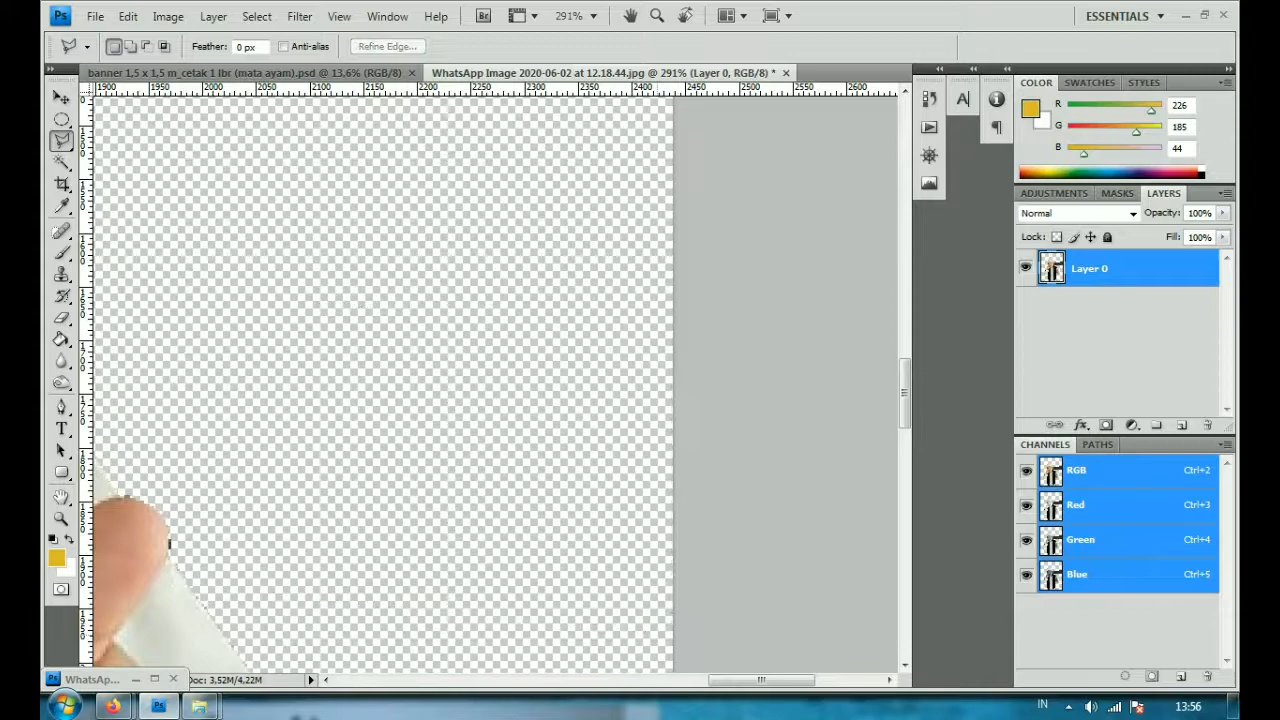 Ps File Edit Image Layer Select Filter View Window Help Br 291% ESSENTIALS
Feather: 0 px Anti-alias Refine Edge...
banner 1,5 x 1,5 m_cetak 1 lbr (mata ayam).psd @ 13,6% (RGB/8) × WhatsApp Image 2020-06-02 at 12.18.44.jpg @ 291% (Layer 0, RGB/8) * ×
1900 1950 2000 2050 2100 2150 2200 2250 2300 2350 2400 2450 2500 2550 2600
COLOR SWATCHES STYLES
R 226
G 185
B 44
ADJUSTMENTS MASKS LAYERS
Normal Opacity: 100%
Lock: Fill: 100%
Layer 0
CHANNELS PATHS
RGB Ctrl+2
Red Ctrl+3
Green Ctrl+4
Blue Ctrl+5
Ps WhatsAp... Doc: 3,52M/4,22M
Ps IN 13:56